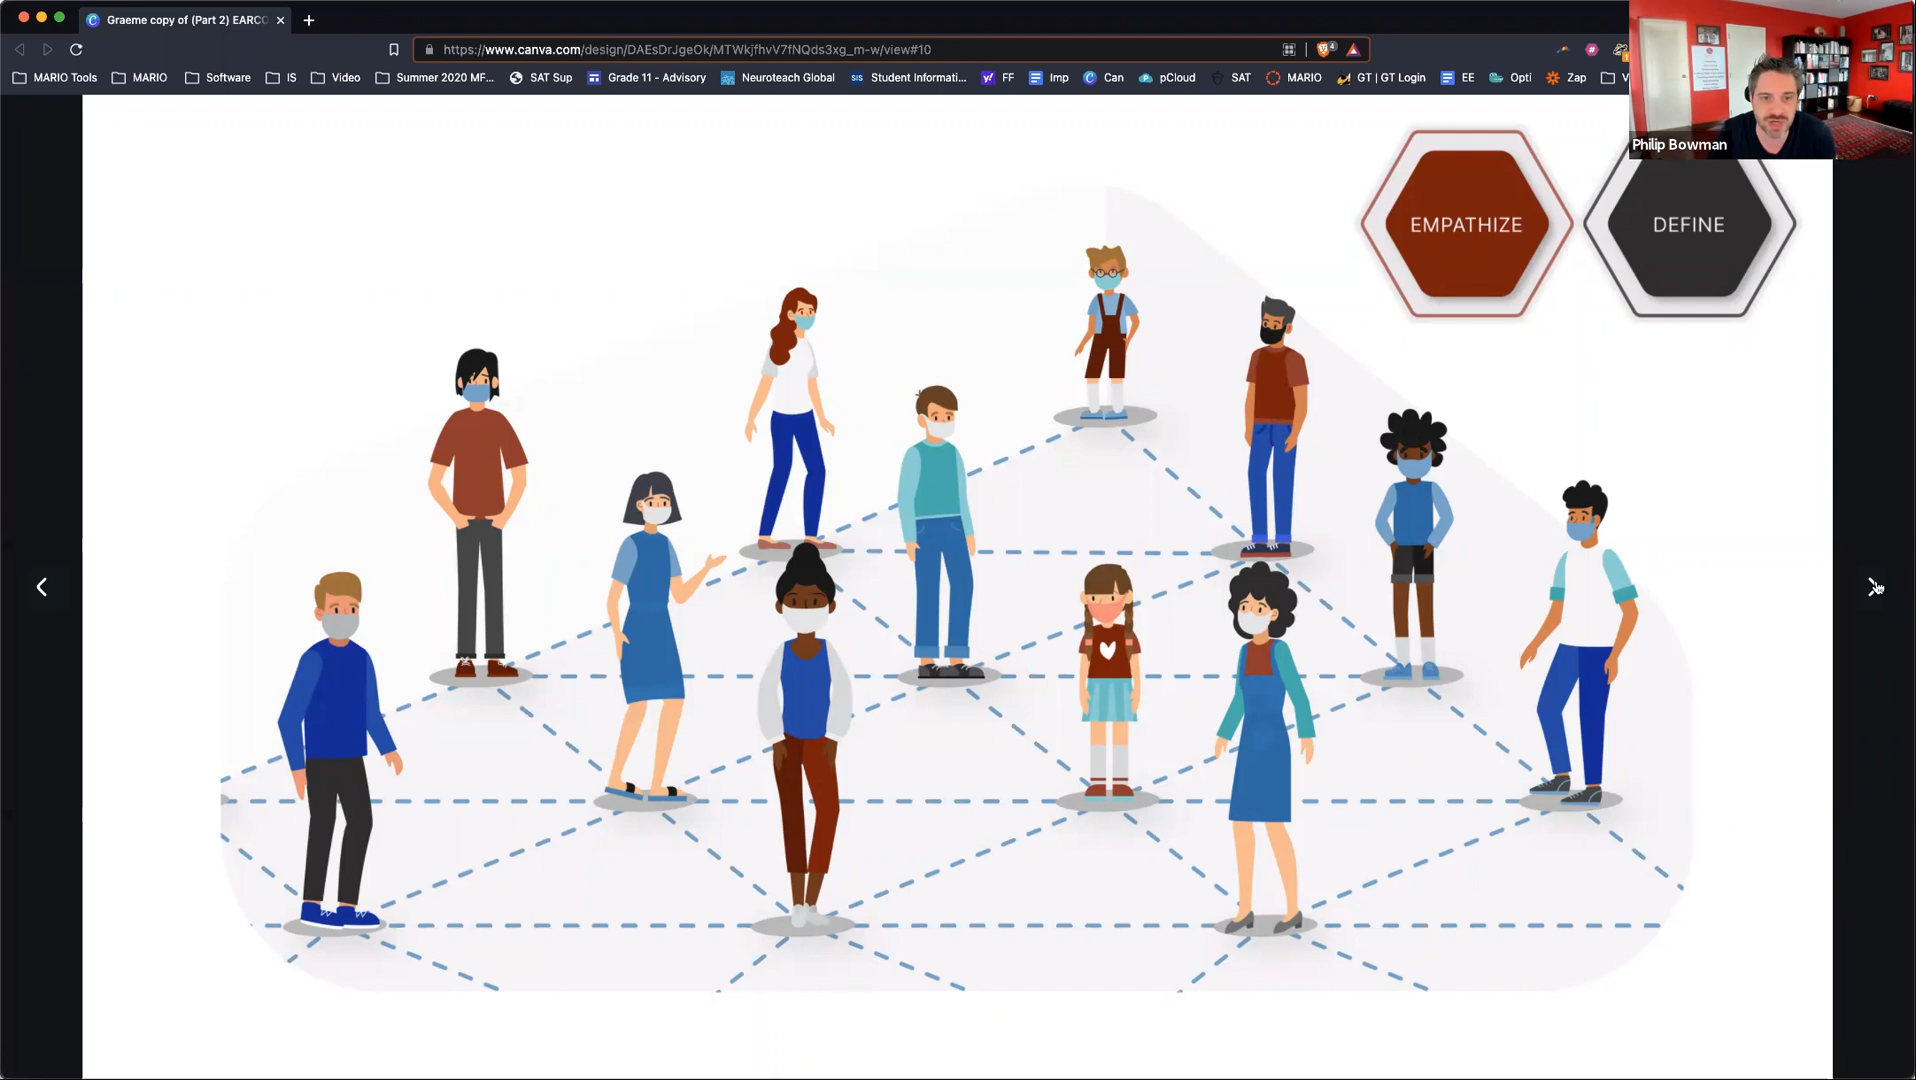 Graeme copy of (Part 2) EARCO
https://www.canva.com/design/DAEsDrJgeOk/MTWkjfhvV7fNQds3xg_m-w/view#10
4
MARIO Tools
MARIO
Software
IS
Video
Summer 2020 MF...
SAT Sup
Grade 11 - Advisory
Neuroteach Global
SIS
Student Informati...
FF
Imp
Can
pCloud
SAT
MARIO
GT | GT Login
EE
Opti
Zap
V
Philip Bowman
EMPATHIZE
DEFINE